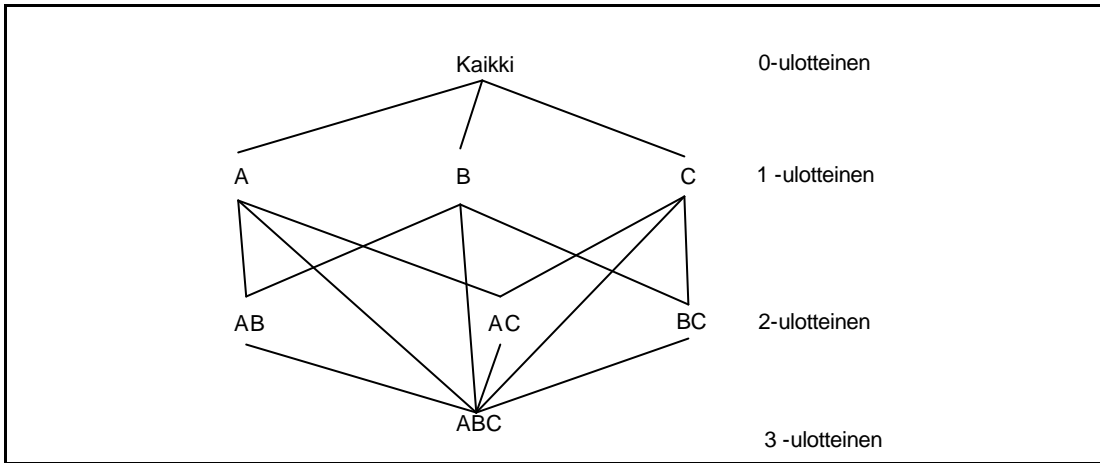 Kaikki 0-ulotteinen
A B C 1 -ulotteinen
AB AC BC 2-ulotteinen
ABC
3 -ulotteinen